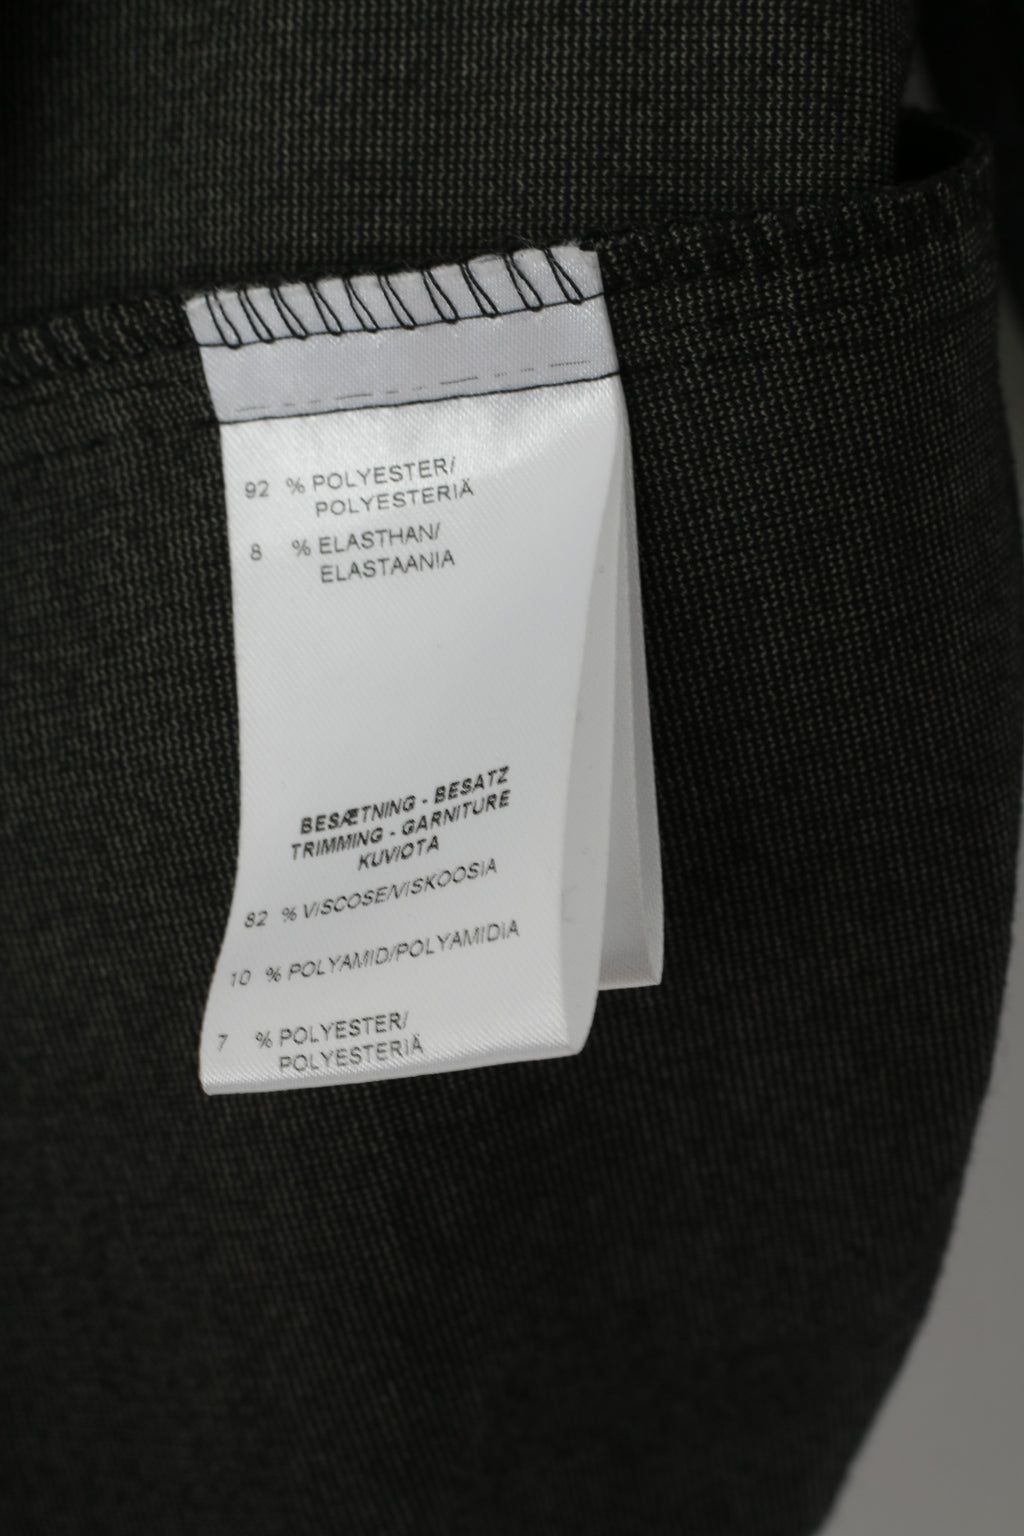 92 % POLYESTER/
POLYESTERIÄ
8 % ELASTHAN/
ELASTAANIA
BESÆTNING - BESATZ
TRIMMING - GARNITURE
KUVIOTA
82 % VISCOSE/VISKOOSIA
10 % POLYAMID/POLYAMIDIA
7 % POLYESTER/
POLYESTERIÄ